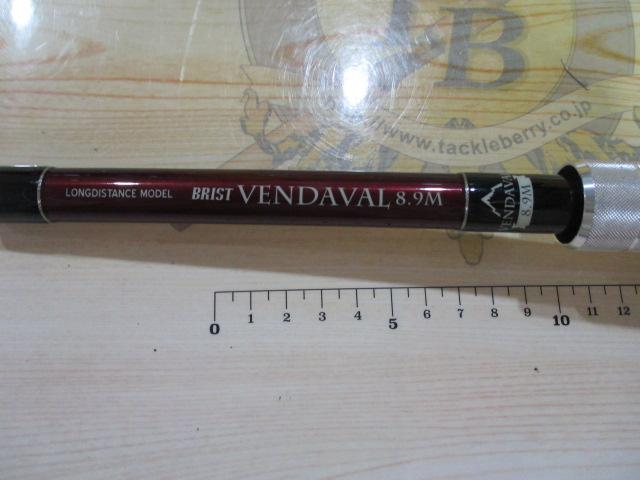 B
www.tackleberry.co.jp
LONGDISTANCE MODEL BRIST VENDAVAL 8.9M
VENDAVAL
8.9M
0 1 2 3 4 5 6 7 8 9 10 11 12